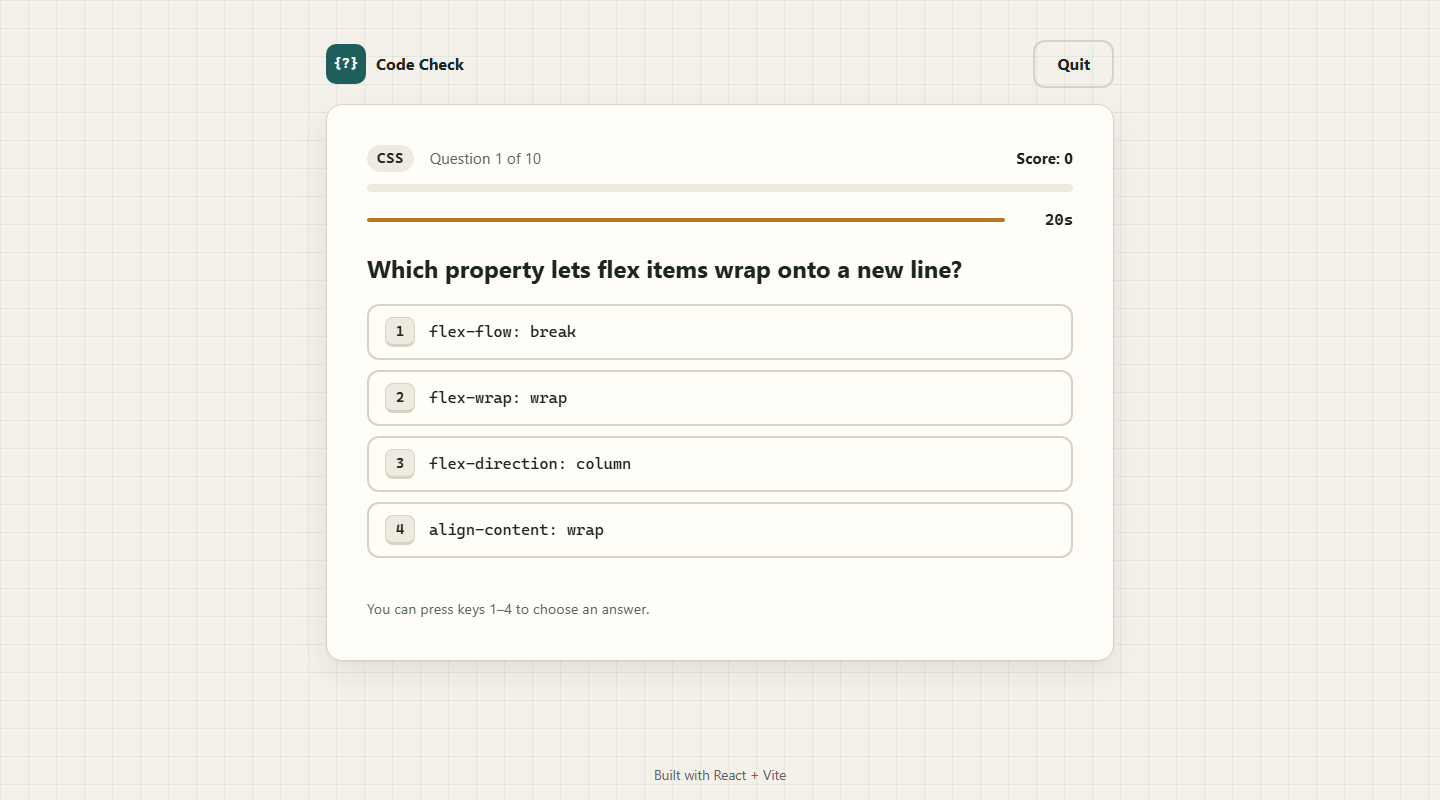 {?} Code Check Quit
CSS Question 1 of 10 Score: 0
20s
Which property lets flex items wrap onto a new line?
1 flex-flow: break
2 flex-wrap: wrap
3 flex-direction: column
4 align-content: wrap
You can press keys 1–4 to choose an answer.
Built with React + Vite